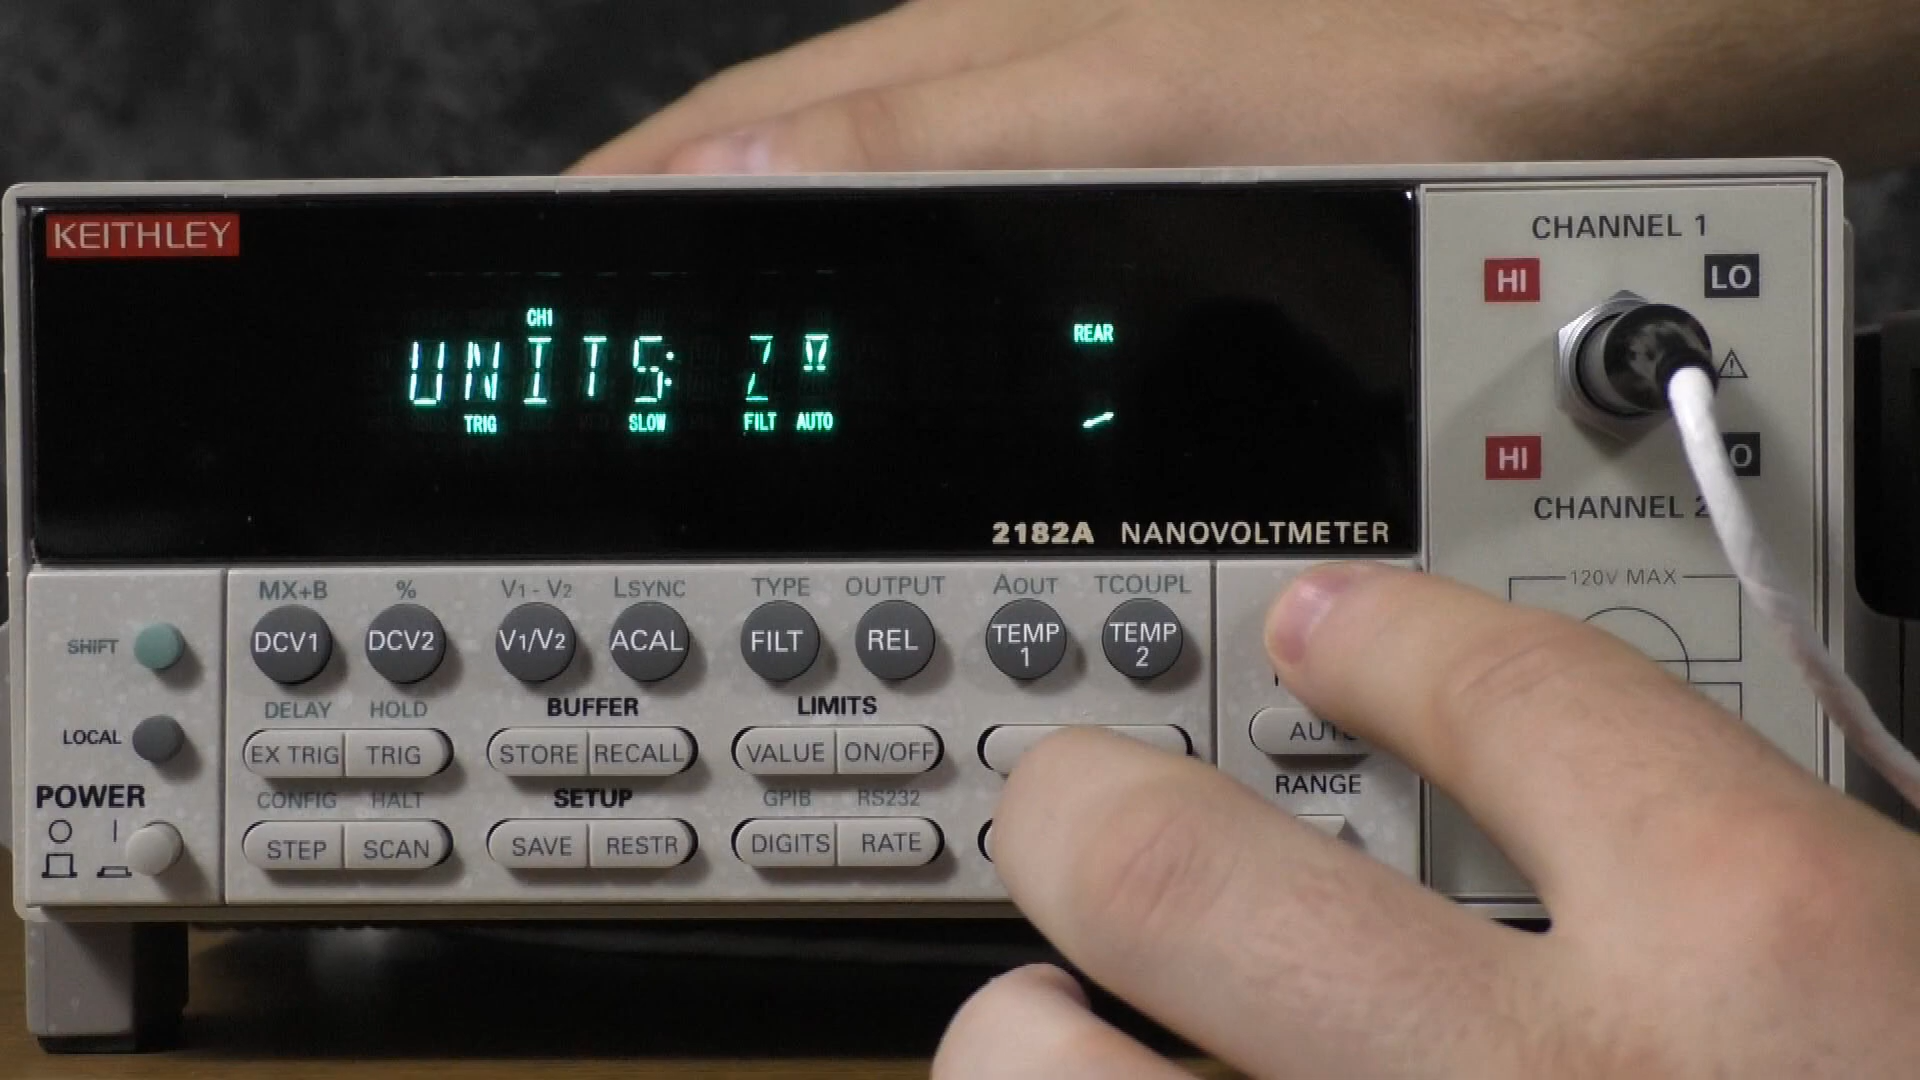 KEITHLEY
CH1
UNITS: ZΩ
TRIG SLOW FILT AUTO
REAR
2182A NANOVOLTMETER
CHANNEL 1
HI LO
HI
CHANNEL 2
120V MAX
SHIFT
LOCAL
POWER
MX+B % V1 - V2 LSYNC TYPE OUTPUT AOUT TCOUPL
DCV1 DCV2 V1/V2 ACAL FILT REL TEMP 1 TEMP 2
DELAY HOLD BUFFER LIMITS
EX TRIG TRIG STORE RECALL VALUE ON/OFF
AUTO
RANGE
CONFIG HALT SETUP GPIB RS232
STEP SCAN SAVE RESTR DIGITS RATE